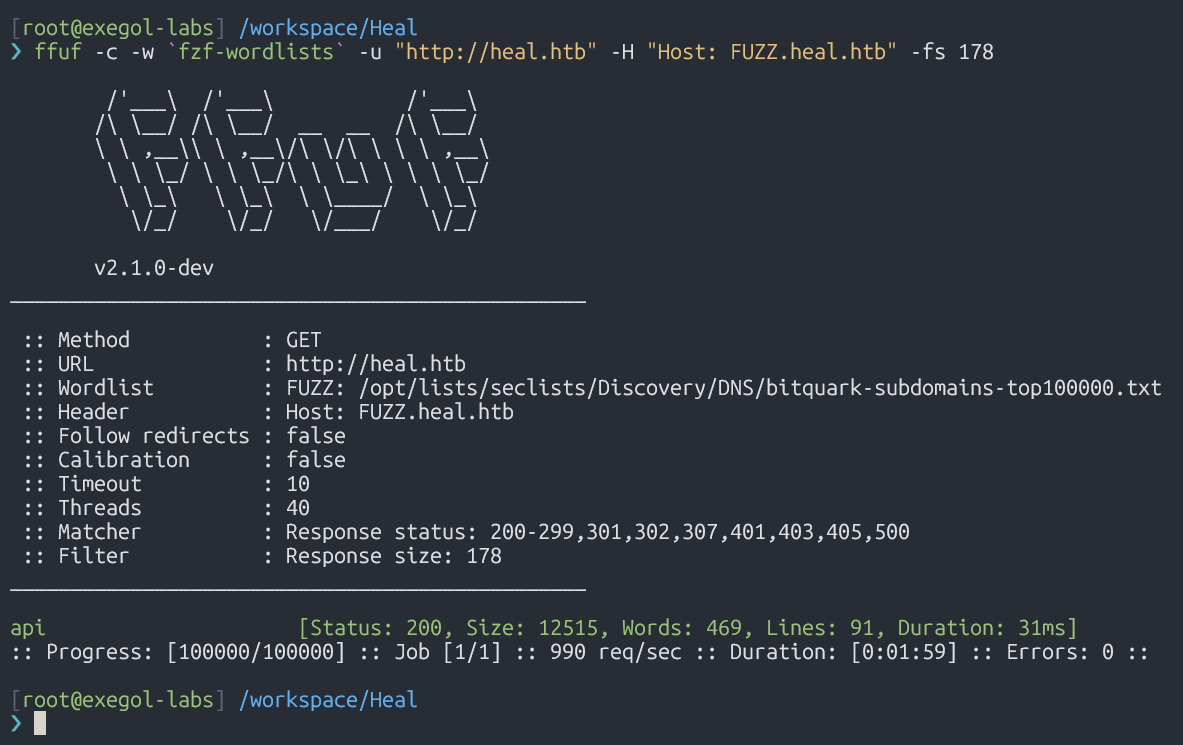 [root@exegol-labs] /workspace/Heal
❯ ffuf -c -w `fzf-wordlists` -u "http://heal.htb" -H "Host: FUZZ.heal.htb" -fs 178
        /'___\  /'___\           /'___\
       /\ \__/ /\ \__/  __  __  /\ \__/
       \ \ ,__\\ \ ,__\/\ \/\ \ \ \ ,__\
        \ \ \_/ \ \ \_/\ \ \_\ \ \ \ \_/
         \ \_\   \ \_\  \ \____/  \ \_\
          \/_/    \/_/   \/___/    \/_/
       v2.1.0-dev
________________________________________________
 :: Method           : GET
 :: URL              : http://heal.htb
 :: Wordlist         : FUZZ: /opt/lists/seclists/Discovery/DNS/bitquark-subdomains-top100000.txt
 :: Header           : Host: FUZZ.heal.htb
 :: Follow redirects : false
 :: Calibration      : false
 :: Timeout          : 10
 :: Threads          : 40
 :: Matcher          : Response status: 200-299,301,302,307,401,403,405,500
 :: Filter           : Response size: 178
________________________________________________
api                     [Status: 200, Size: 12515, Words: 469, Lines: 91, Duration: 31ms]
:: Progress: [100000/100000] :: Job [1/1] :: 990 req/sec :: Duration: [0:01:59] :: Errors: 0 ::
[root@exegol-labs] /workspace/Heal
❯